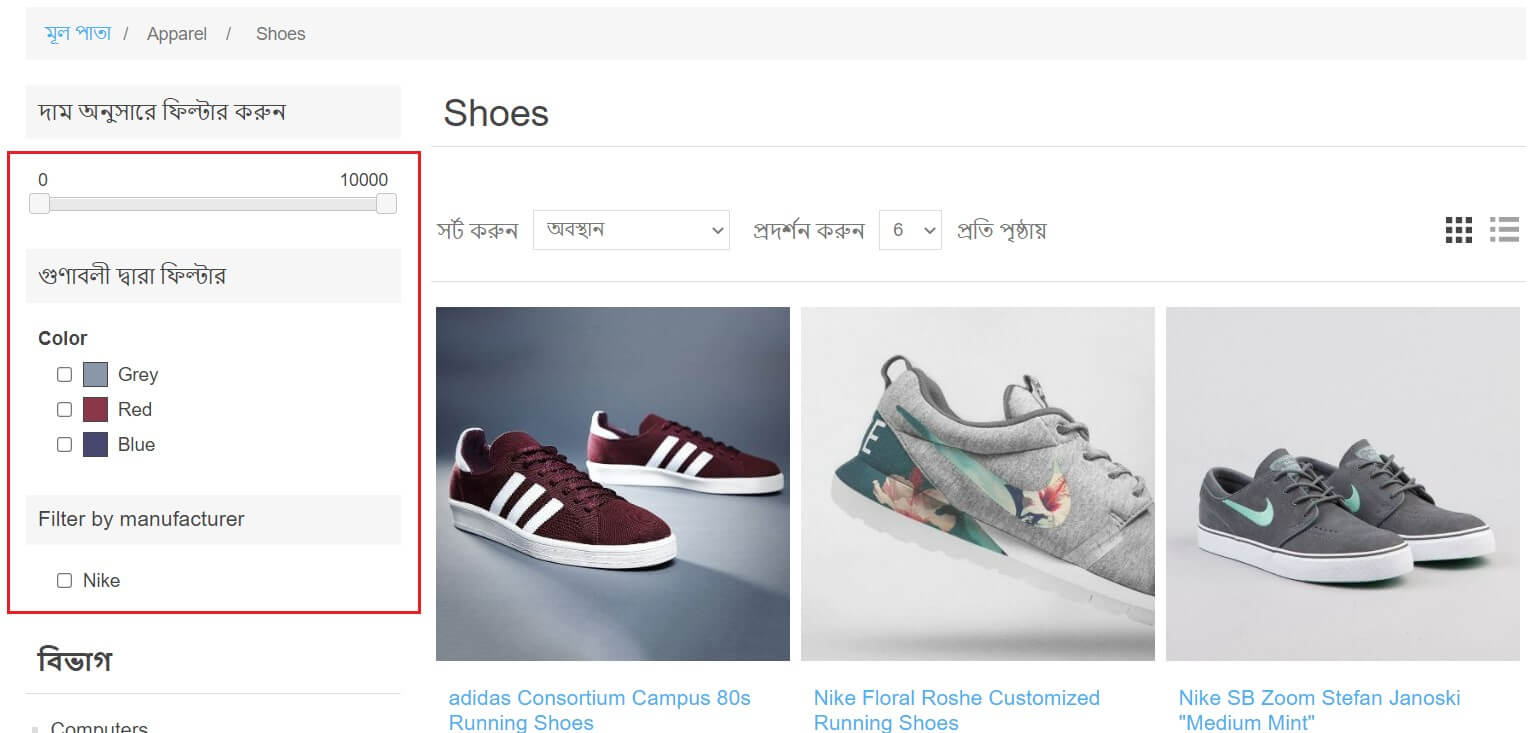 মূল পাতা / Apparel / Shoes
দাম অনুসারে ফিল্টার করুন
0 10000
গুণাবলী দ্বারা ফিল্টার
Color
Grey
Red
Blue
Filter by manufacturer
Nike
বিভাগ
Computers
Shoes
সর্ট করুন অবস্থান প্রদর্শন করুন 6 প্রতি পৃষ্ঠায়
adidas Consortium Campus 80s
Running Shoes
Nike Floral Roshe Customized
Running Shoes
Nike SB Zoom Stefan Janoski
"Medium Mint"